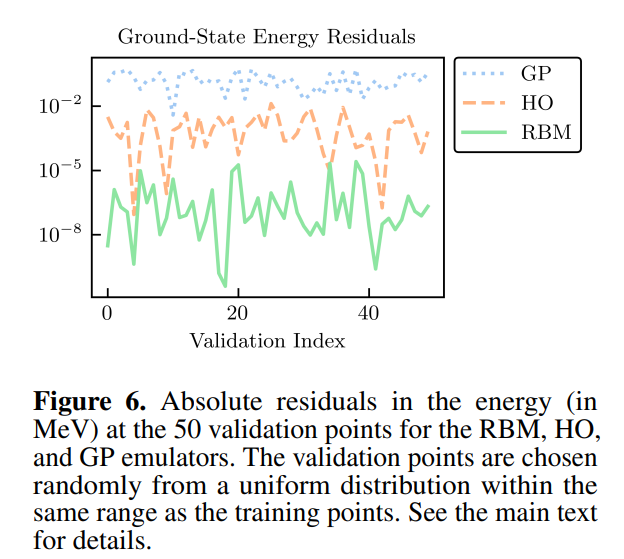 Ground-State Energy Residuals
GP
HO
RBM
10⁻²
10⁻⁵
10⁻⁸
0 20 40
Validation Index
Figure 6. Absolute residuals in the energy (in
MeV) at the 50 validation points for the RBM, HO,
and GP emulators. The validation points are chosen
randomly from a uniform distribution within the
same range as the training points. See the main text
for details.